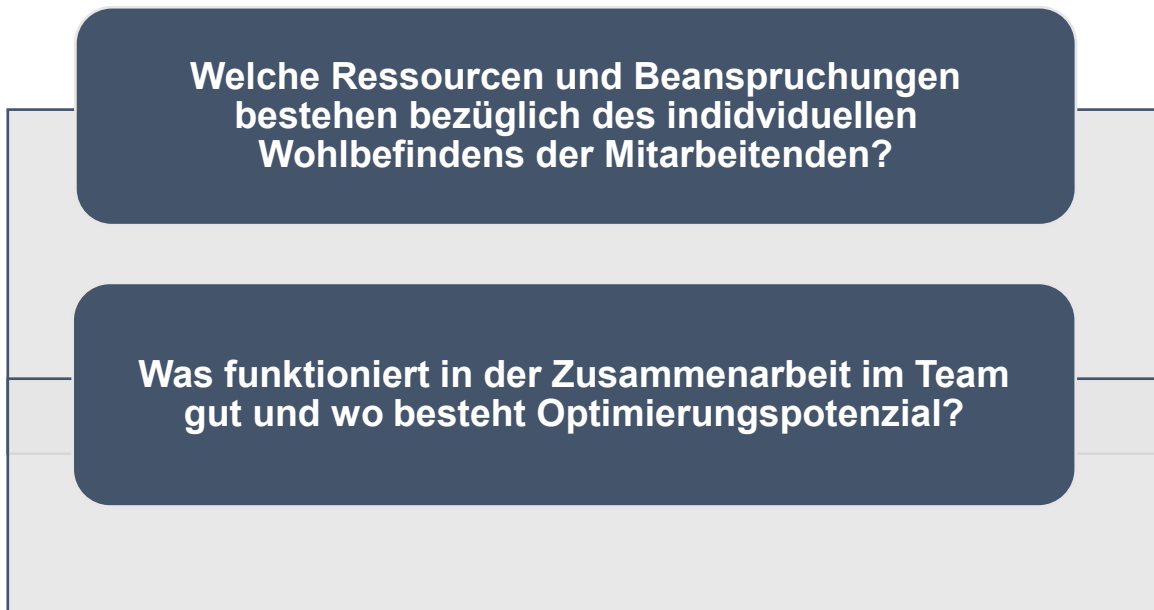 Welche Ressourcen und Beanspruchungen
bestehen bezüglich des indidviduellen
Wohlbefindens der Mitarbeitenden?
Was funktioniert in der Zusammenarbeit im Team
gut und wo besteht Optimierungspotenzial?